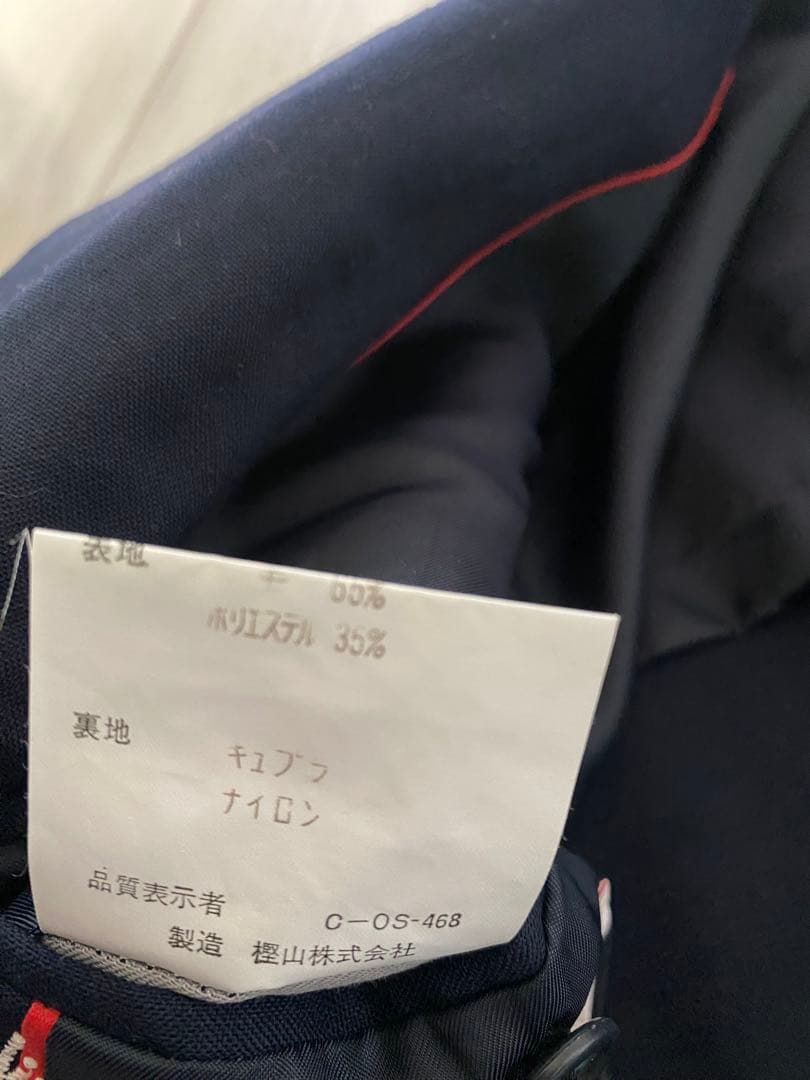 表地
65%
ポリエステル 35%
裏地
キュプラ
ナイロン
品質表示者 C-OS-468
製造 樫山株式会社